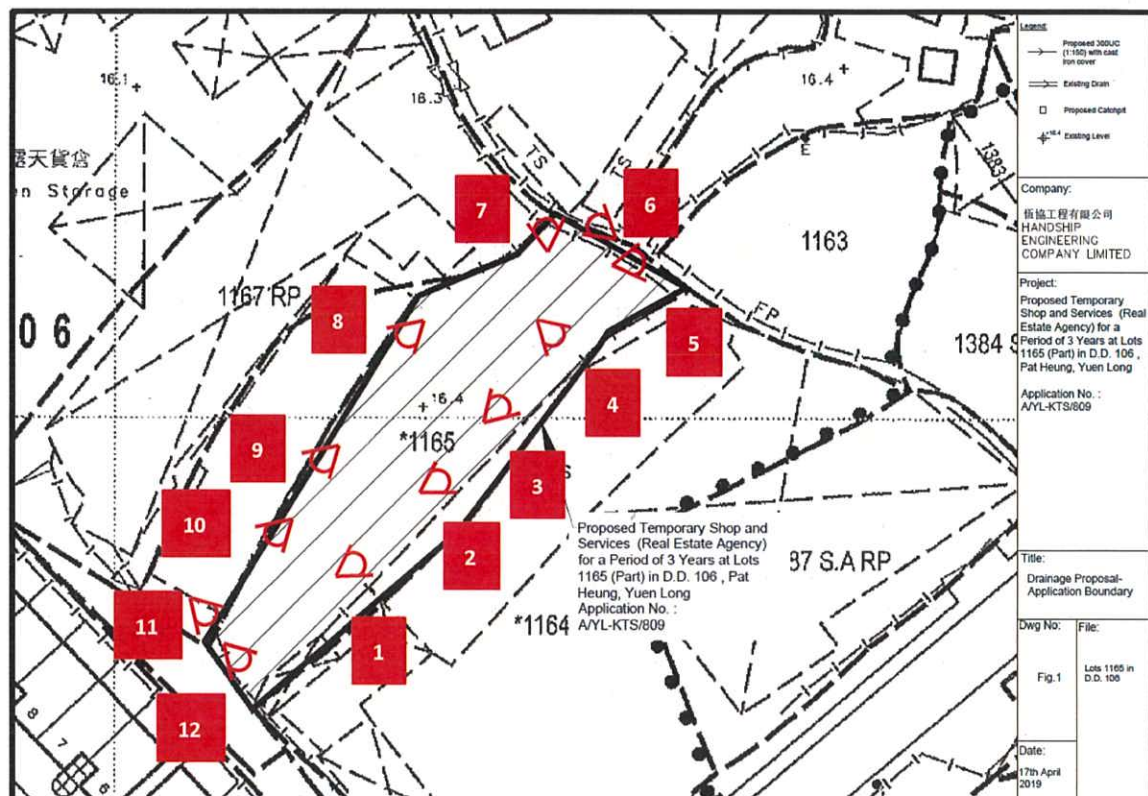 16.1
16.3
16.4
露天貨倉
en Storage
TS
TS
E
1383
7
6
1163
1167 RP
8
06
FP
5
1384 S
16.4
4
*1165
9
3
S
10
2
Proposed Temporary Shop and
Services (Real Estate Agency)
for a Period of 3 Years at Lots
1165 (Part) in D.D. 106 , Pat
Heung, Yuen Long
Application No. :
A/YL-KTS/809
87 S.A RP
*1164
11
1
12
8
7
6
Legend:
Proposed 300UC
(1:150) with cast
iron cover
Existing Drain
Proposed Catchpit
+16.4 Existing Level
Company:
恆協工程有限公司
HANDSHIP
ENGINEERING
COMPANY LIMITED
Project:
Proposed Temporary
Shop and Services (Real
Estate Agency) for a
Period of 3 Years at Lots
1165 (Part) in D.D. 106 ,
Pat Heung, Yuen Long
Application No. :
A/YL-KTS/809
Title:
Drainage Proposal-
Application Boundary
Dwg No:
Fig.1
File:
Lots 1165 in
D.D. 106
Date:
17th April
2019